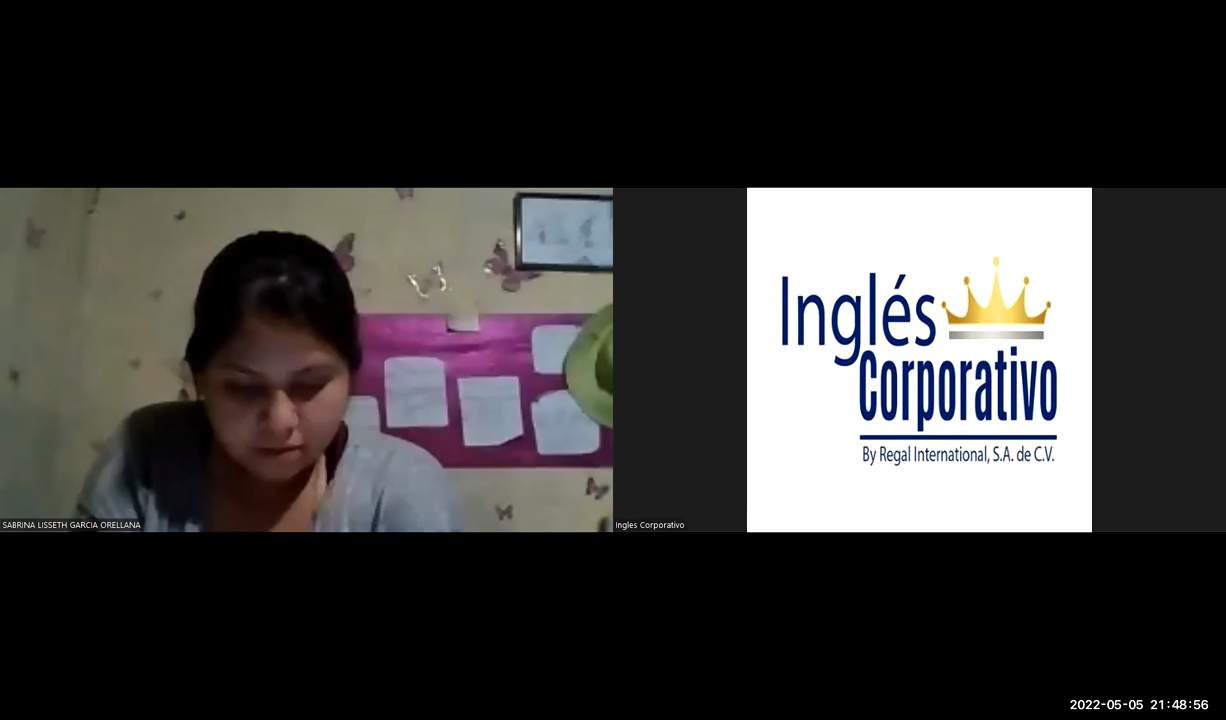 Inglés
Corporativo
By Regal International, S.A. de C.V.
SABRINA LISSETH GARCIA ORELLANA
Ingles Corporativo
2022-05-05 21:48:56